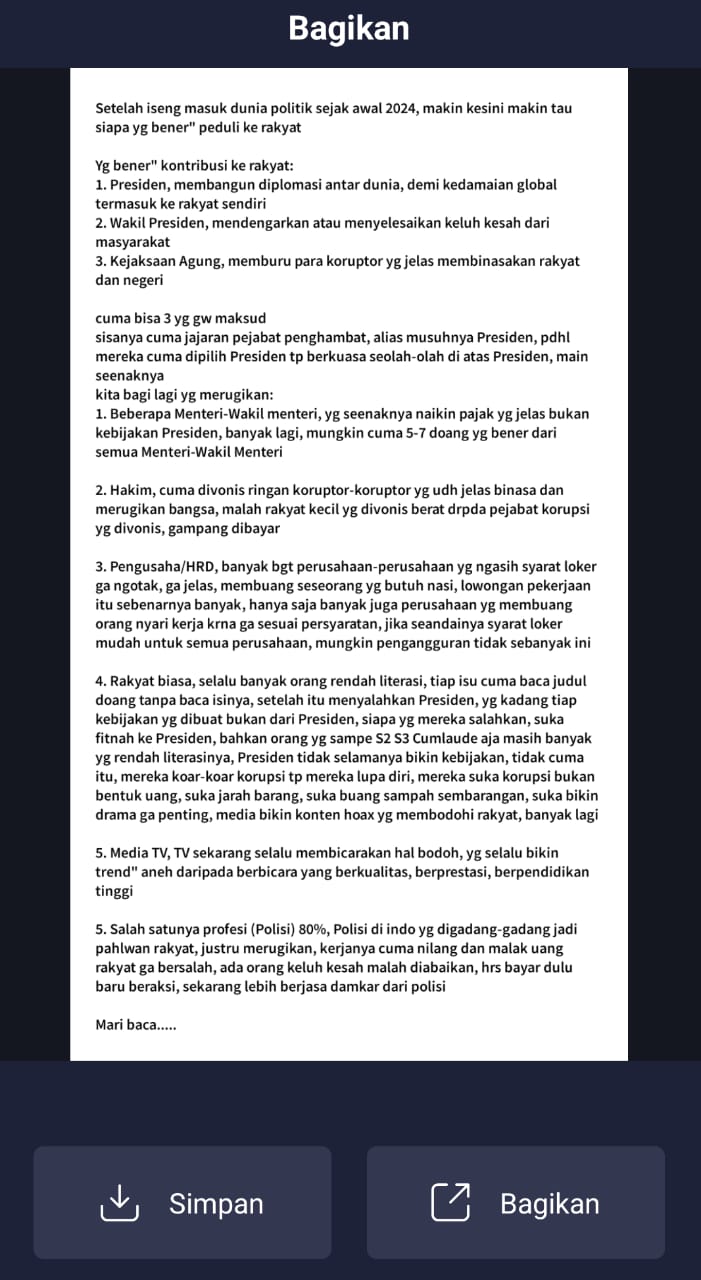 Bagikan
Setelah iseng masuk dunia politik sejak awal 2024, makin kesini makin tau
siapa yg bener" peduli ke rakyat
Yg bener" kontribusi ke rakyat:
1. Presiden, membangun diplomasi antar dunia, demi kedamaian global
termasuk ke rakyat sendiri
2. Wakil Presiden, mendengarkan atau menyelesaikan keluh kesah dari
masyarakat
3. Kejaksaan Agung, memburu para koruptor yg jelas membinasakan rakyat
dan negeri
cuma bisa 3 yg gw maksud
sisanya cuma jajaran pejabat penghambat, alias musuhnya Presiden, pdhl
mereka cuma dipilih Presiden tp berkuasa seolah-olah di atas Presiden, main
seenaknya
kita bagi lagi yg merugikan:
1. Beberapa Menteri-Wakil menteri, yg seenaknya naikin pajak yg jelas bukan
kebijakan Presiden, banyak lagi, mungkin cuma 5-7 doang yg bener dari
semua Menteri-Wakil Menteri
2. Hakim, cuma divonis ringan koruptor-koruptor yg udh jelas binasa dan
merugikan bangsa, malah rakyat kecil yg divonis berat drpda pejabat korupsi
yg divonis, gampang dibayar
3. Pengusaha/HRD, banyak bgt perusahaan-perusahaan yg ngasih syarat loker
ga ngotak, ga jelas, membuang seseorang yg butuh nasi, lowongan pekerjaan
itu sebenarnya banyak, hanya saja banyak juga perusahaan yg membuang
orang nyari kerja krna ga sesuai persyaratan, jika seandainya syarat loker
mudah untuk semua perusahaan, mungkin pengangguran tidak sebanyak ini
4. Rakyat biasa, selalu banyak orang rendah literasi, tiap isu cuma baca judul
doang tanpa baca isinya, setelah itu menyalahkan Presiden, yg kadang tiap
kebijakan yg dibuat bukan dari Presiden, siapa yg mereka salahkan, suka
fitnah ke Presiden, bahkan orang yg sampe S2 S3 Cumlaude aja masih banyak
yg rendah literasinya, Presiden tidak selamanya bikin kebijakan, tidak cuma
itu, mereka koar-koar korupsi tp mereka lupa diri, mereka suka korupsi bukan
bentuk uang, suka jarah barang, suka buang sampah sembarangan, suka bikin
drama ga penting, media bikin konten hoax yg membodohi rakyat, banyak lagi
5. Media TV, TV sekarang selalu membicarakan hal bodoh, yg selalu bikin
trend" aneh daripada berbicara yang berkualitas, berprestasi, berpendidikan
tinggi
5. Salah satunya profesi (Polisi) 80%, Polisi di indo yg digadang-gadang jadi
pahlwan rakyat, justru merugikan, kerjanya cuma nilang dan malak uang
rakyat ga bersalah, ada orang keluh kesah malah diabaikan, hrs bayar dulu
baru beraksi, sekarang lebih berjasa damkar dari polisi
Mari baca.....
Simpan
Bagikan